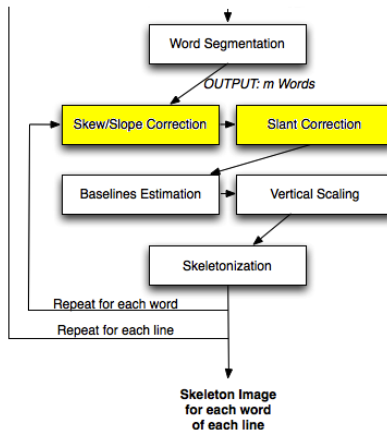 Word Segmentation
OUTPUT: m Words
Skew/Slope Correction
Slant Correction
Baselines Estimation
Vertical Scaling
Skeletonization
Repeat for each word
Repeat for each line
Skeleton Image
for each word
of each line